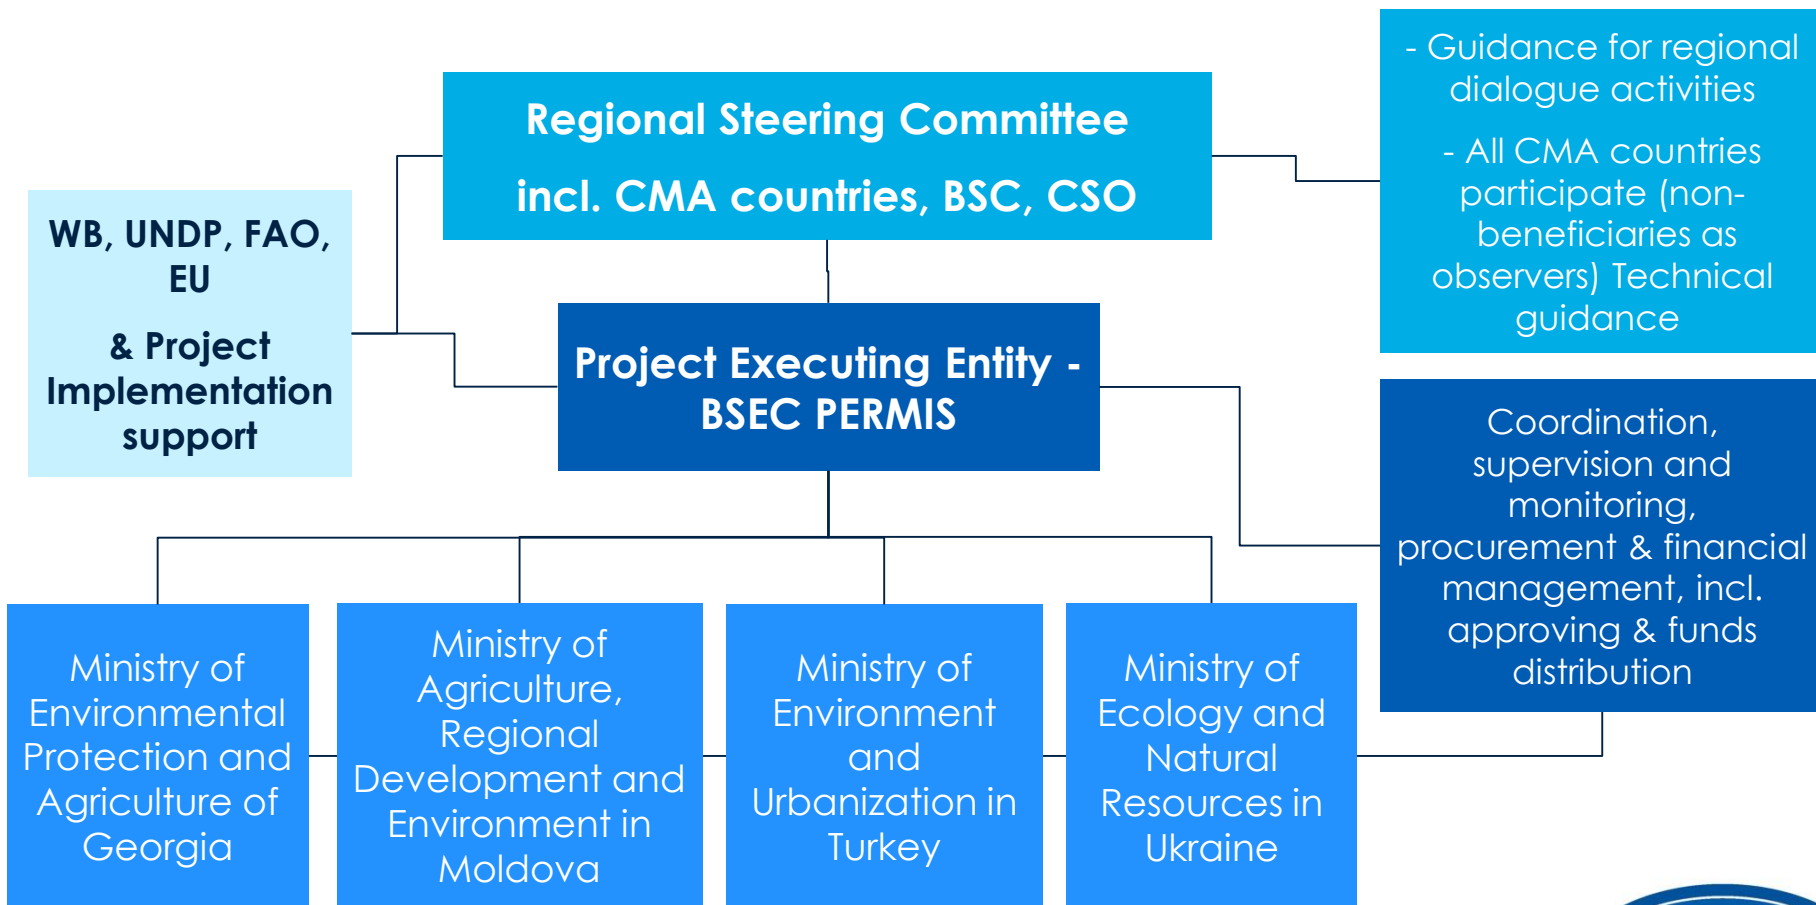 - Guidance for regional
dialogue activities
- All CMA countries
participate (non-
beneficiaries as
observers) Technical
guidance
Regional Steering Committee
incl. CMA countries, BSC, CSO
WB, UNDP, FAO,
EU
& Project
Implementation
support
Project Executing Entity -
BSEC PERMIS
Coordination,
supervision and
monitoring,
procurement & financial
management, incl.
approving & funds
distribution
Ministry of
Environmental
Protection and
Agriculture of
Georgia
Ministry of
Agriculture,
Regional
Development and
Environment in
Moldova
Ministry of
Environment
and
Urbanization in
Turkey
Ministry of
Ecology and
Natural
Resources in
Ukraine